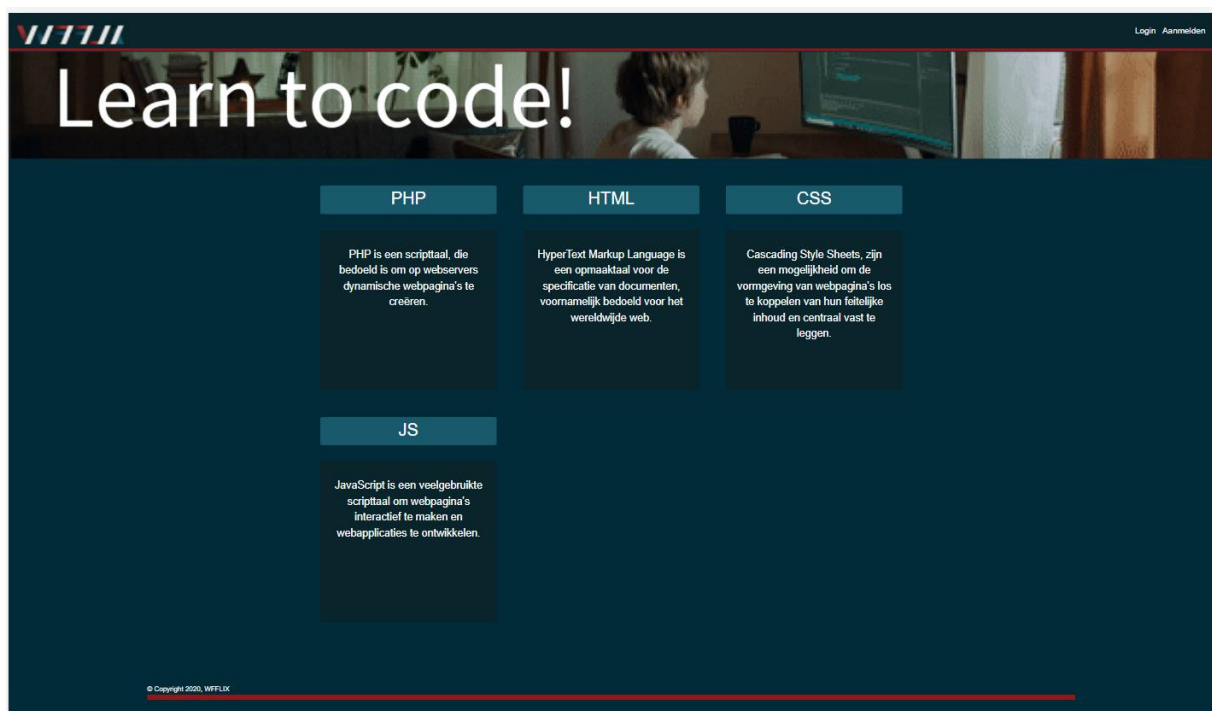 WFFLIX
Login Aanmelden
Learn to code!
PHP
HTML
CSS
PHP is een scripttaal, die
bedoeld is om op webservers
dynamische webpagina's te
creëren.
HyperText Markup Language is
een opmaaktaal voor de
specificatie van documenten,
voornamelijk bedoeld voor het
wereldwijde web.
Cascading Style Sheets, zijn
een mogelijkheid om de
vormgeving van webpagina's los
te koppelen van hun feitelijke
inhoud en centraal vast te
leggen.
JS
JavaScript is een veelgebruikte
scripttaal om webpagina's
interactief te maken en
webapplicaties te ontwikkelen.
© Copyright 2020, WFFLIX